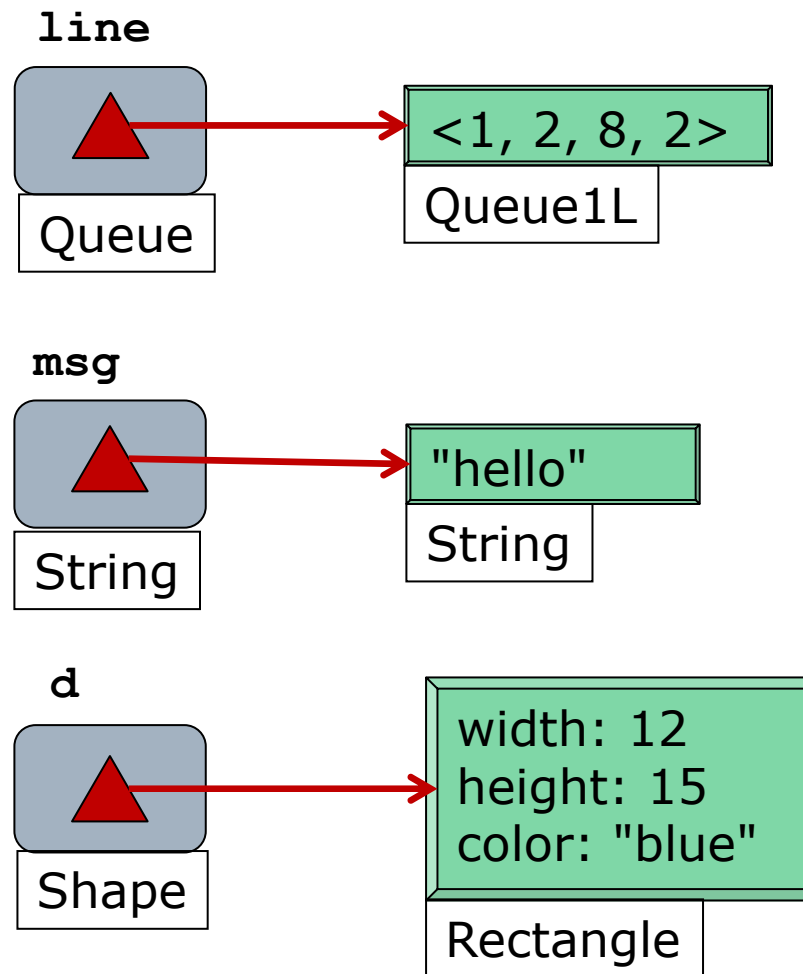 line
<1, 2, 8, 2>
Queue
Queue1L
msg
"hello"
String
String
d
width: 12
height: 15
color: "blue"
Shape
Rectangle